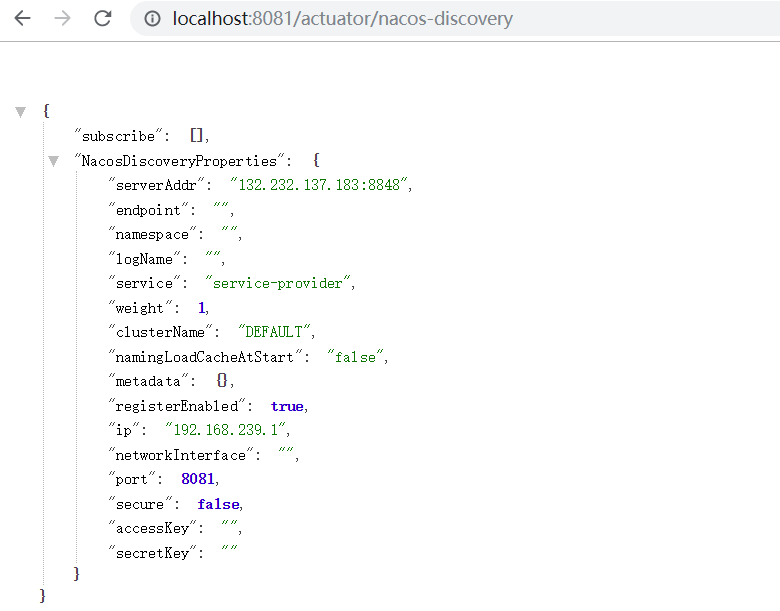 localhost:8081/actuator/nacos-discovery
{
"subscribe": [],
"NacosDiscoveryProperties": {
"serverAddr": "132.232.137.183:8848",
"endpoint": "",
"namespace": "",
"logName": "",
"service": "service-provider",
"weight": 1,
"clusterName": "DEFAULT",
"namingLoadCacheAtStart": "false",
"metadata": {},
"registerEnabled": true,
"ip": "192.168.239.1",
"networkInterface": "",
"port": 8081,
"secure": false,
"accessKey": "",
"secretKey": ""
}
}